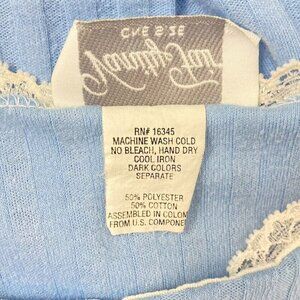 ONE SIZE
RN# 16345
MACHINE WASH COLD
NO BLEACH, HAND DRY
COOL IRON
DARK COLORS
SEPARATE
50% POLYESTER
50% COTTON
ASSEMBLED IN COLOM
FROM U.S. COMPONE